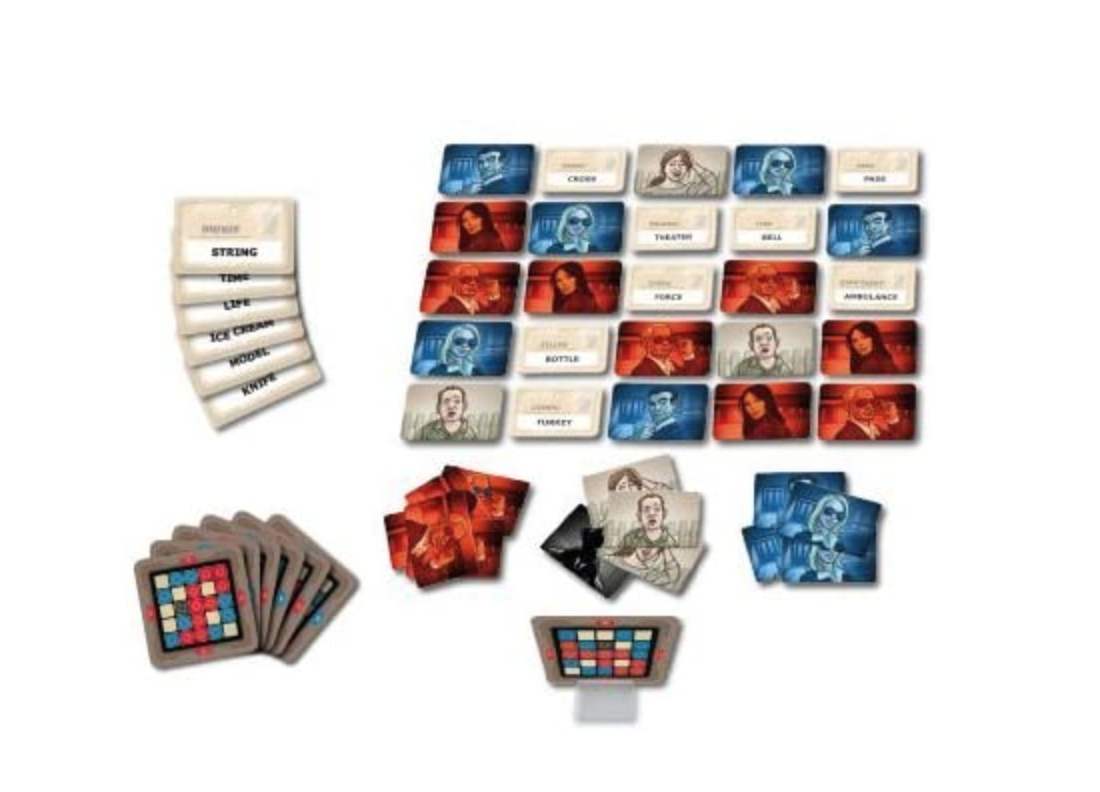 CROSS
PASS
THEATER
BELL
FORCE
AMBULANCE
BOTTLE
TURKEY
STRING
TIME
LIFE
ICE CREAM
MODEL
KNIFE